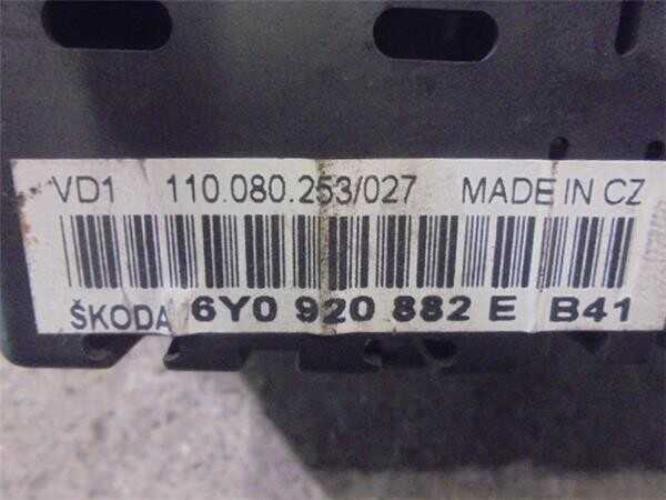 VD1 110.080.253/027 MADE IN CZ
ŠKODA 6Y0 920 882 E B41